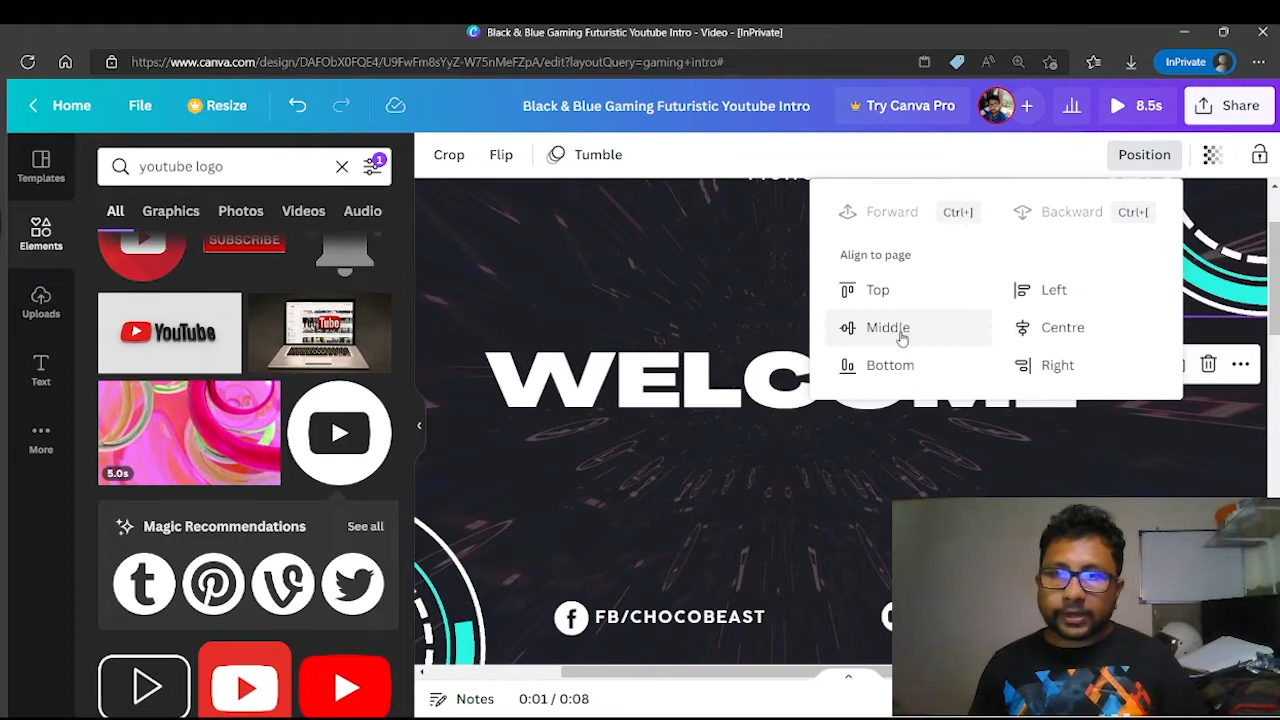 Black & Blue Gaming Futuristic Youtube Intro - Video - [InPrivate]
https://www.canva.com/design/DAFObX0FQE4/U9FwFm8sYyZ-W75nMeFZpA/edit?layoutQuery=gaming+intro#
InPrivate
Home
File
Resize
Black & Blue Gaming Futuristic Youtube Intro
Try Canva Pro
8.5s
Share
Templates
Elements
Uploads
Text
More
youtube logo
1
All
Graphics
Photos
Videos
Audio
SUBSCRIBE
YouTube
Tube
5.0s
Magic Recommendations
See all
Crop
Flip
Tumble
Position
Forward
Ctrl+]
Backward
Ctrl+[
Align to page
Top
Left
Middle
Centre
Bottom
Right
WELCOME
FB/CHOCOBEAST
Notes
0:01 / 0:08